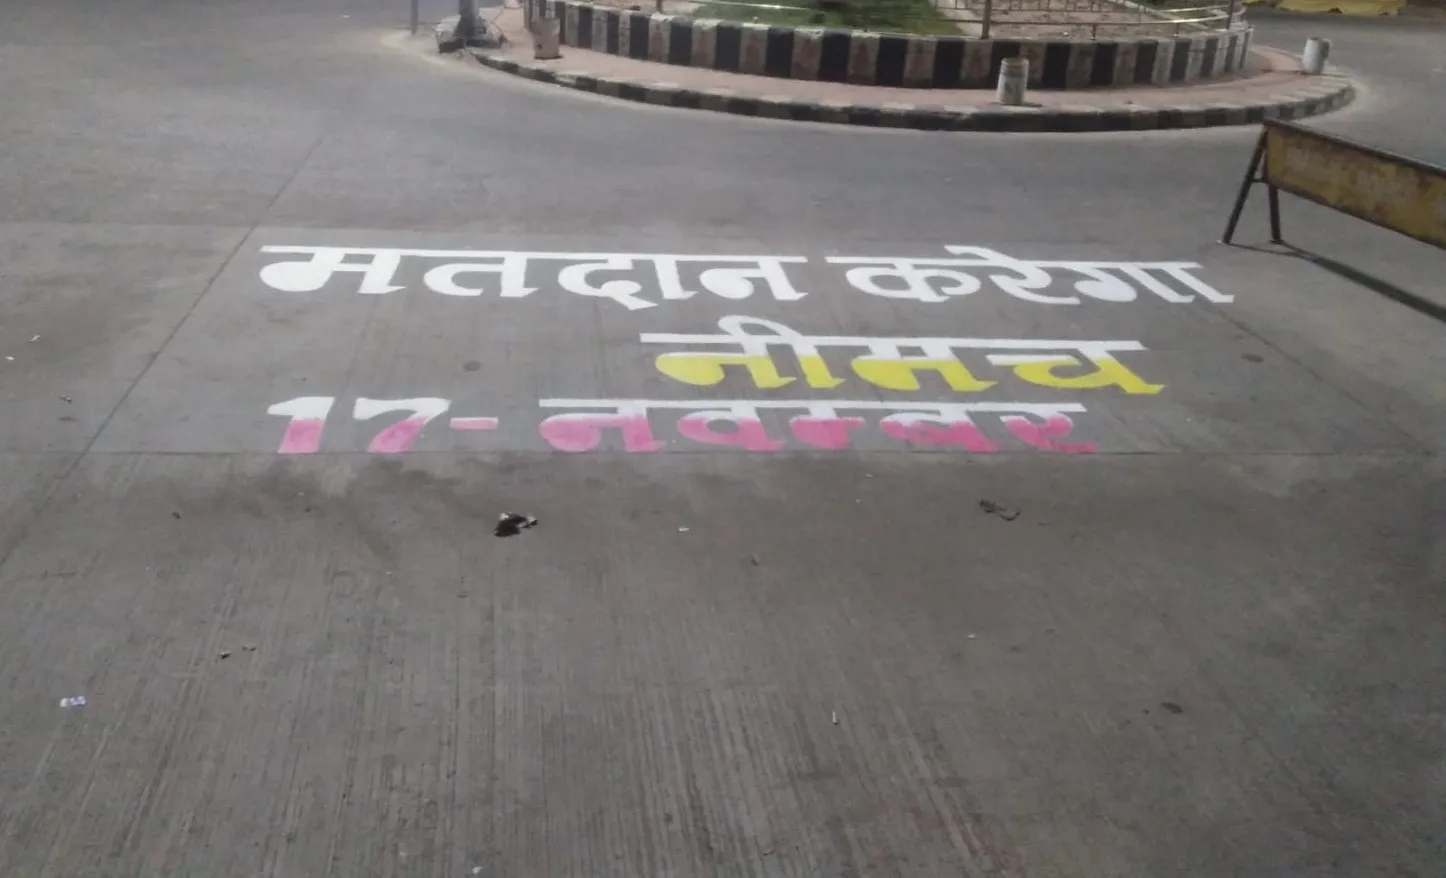 मतदान करेगा
नीमच
17- नवम्बर